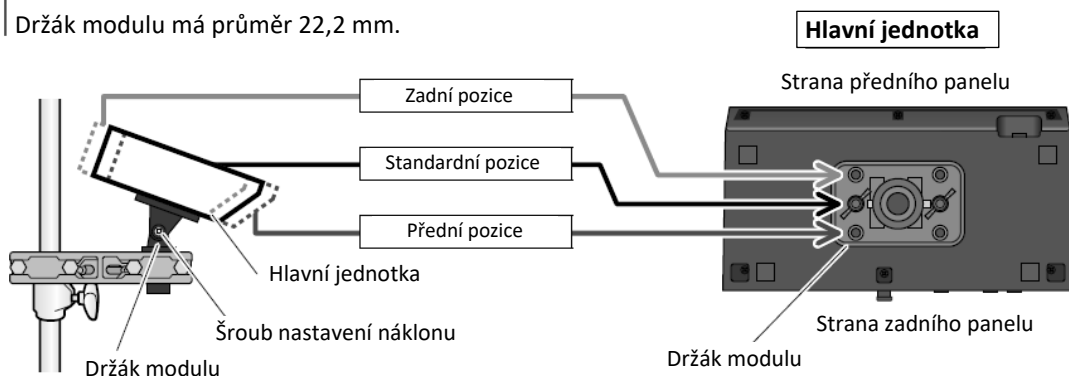 Držák modulu má průměr 22,2 mm.
Hlavní jednotka
Strana předního panelu
Zadní pozice
Standardní pozice
Přední pozice
Hlavní jednotka
Šroub nastavení náklonu
Držák modulu
Strana zadního panelu
Držák modulu